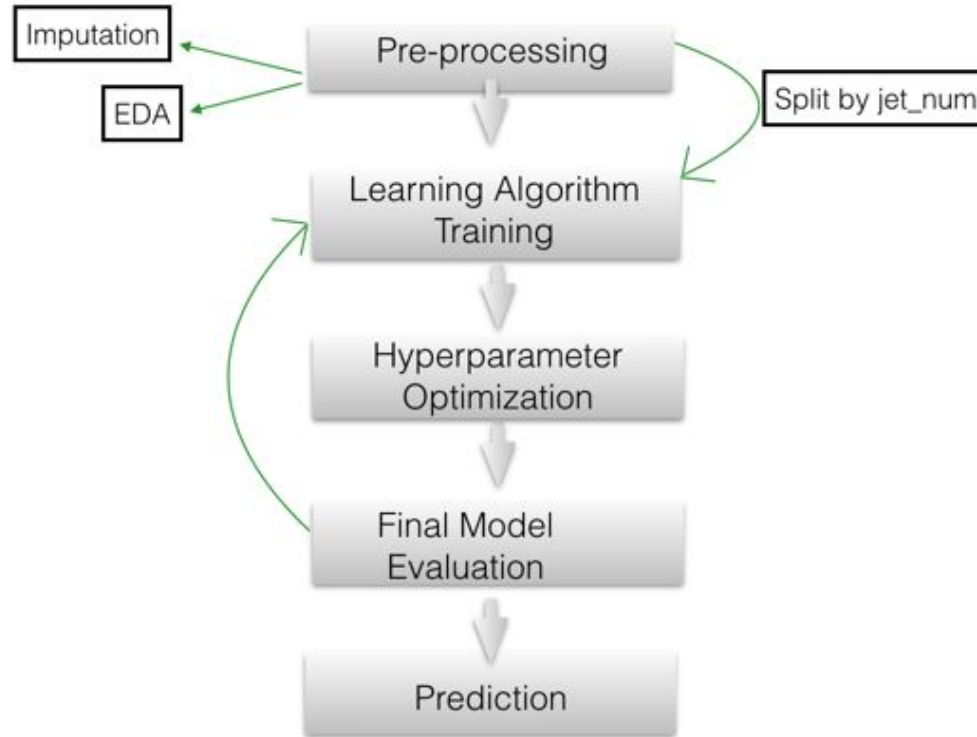 Imputation
Pre-processing
EDA
Split by jet_num
Learning Algorithm
Training
Hyperparameter
Optimization
Final Model
Evaluation
Prediction